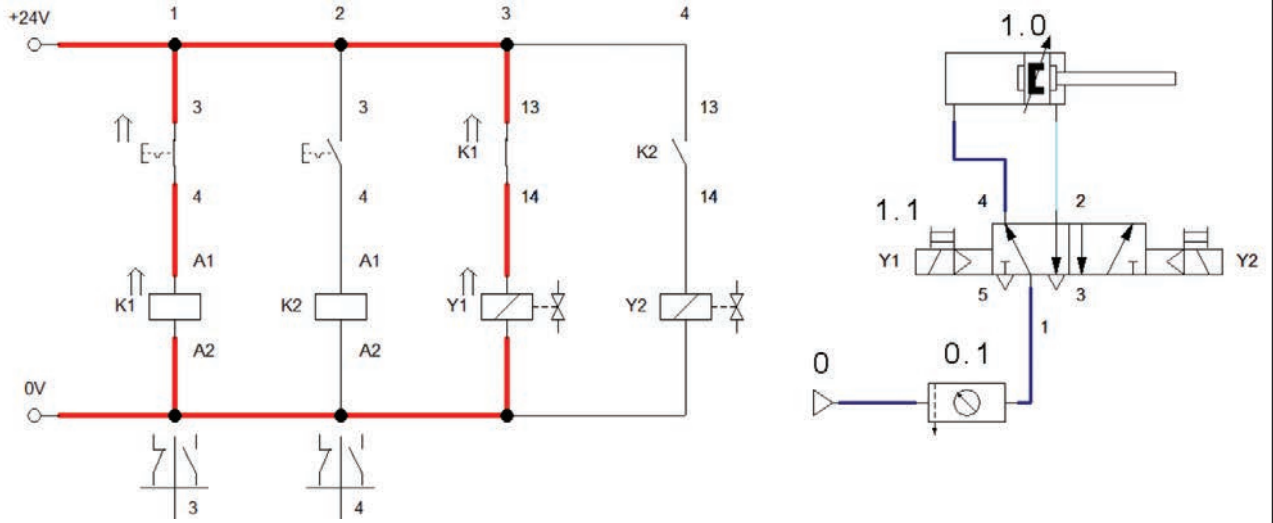 1 2 3 4
+24V
3 3 13 13
K1 K2
4 4 14 14
A1 A1
K1 K2 Y1 Y2
A2 A2
0V
3 4
1.0
4 2
1.1
Y1 Y2
5 3
1
0 0.1